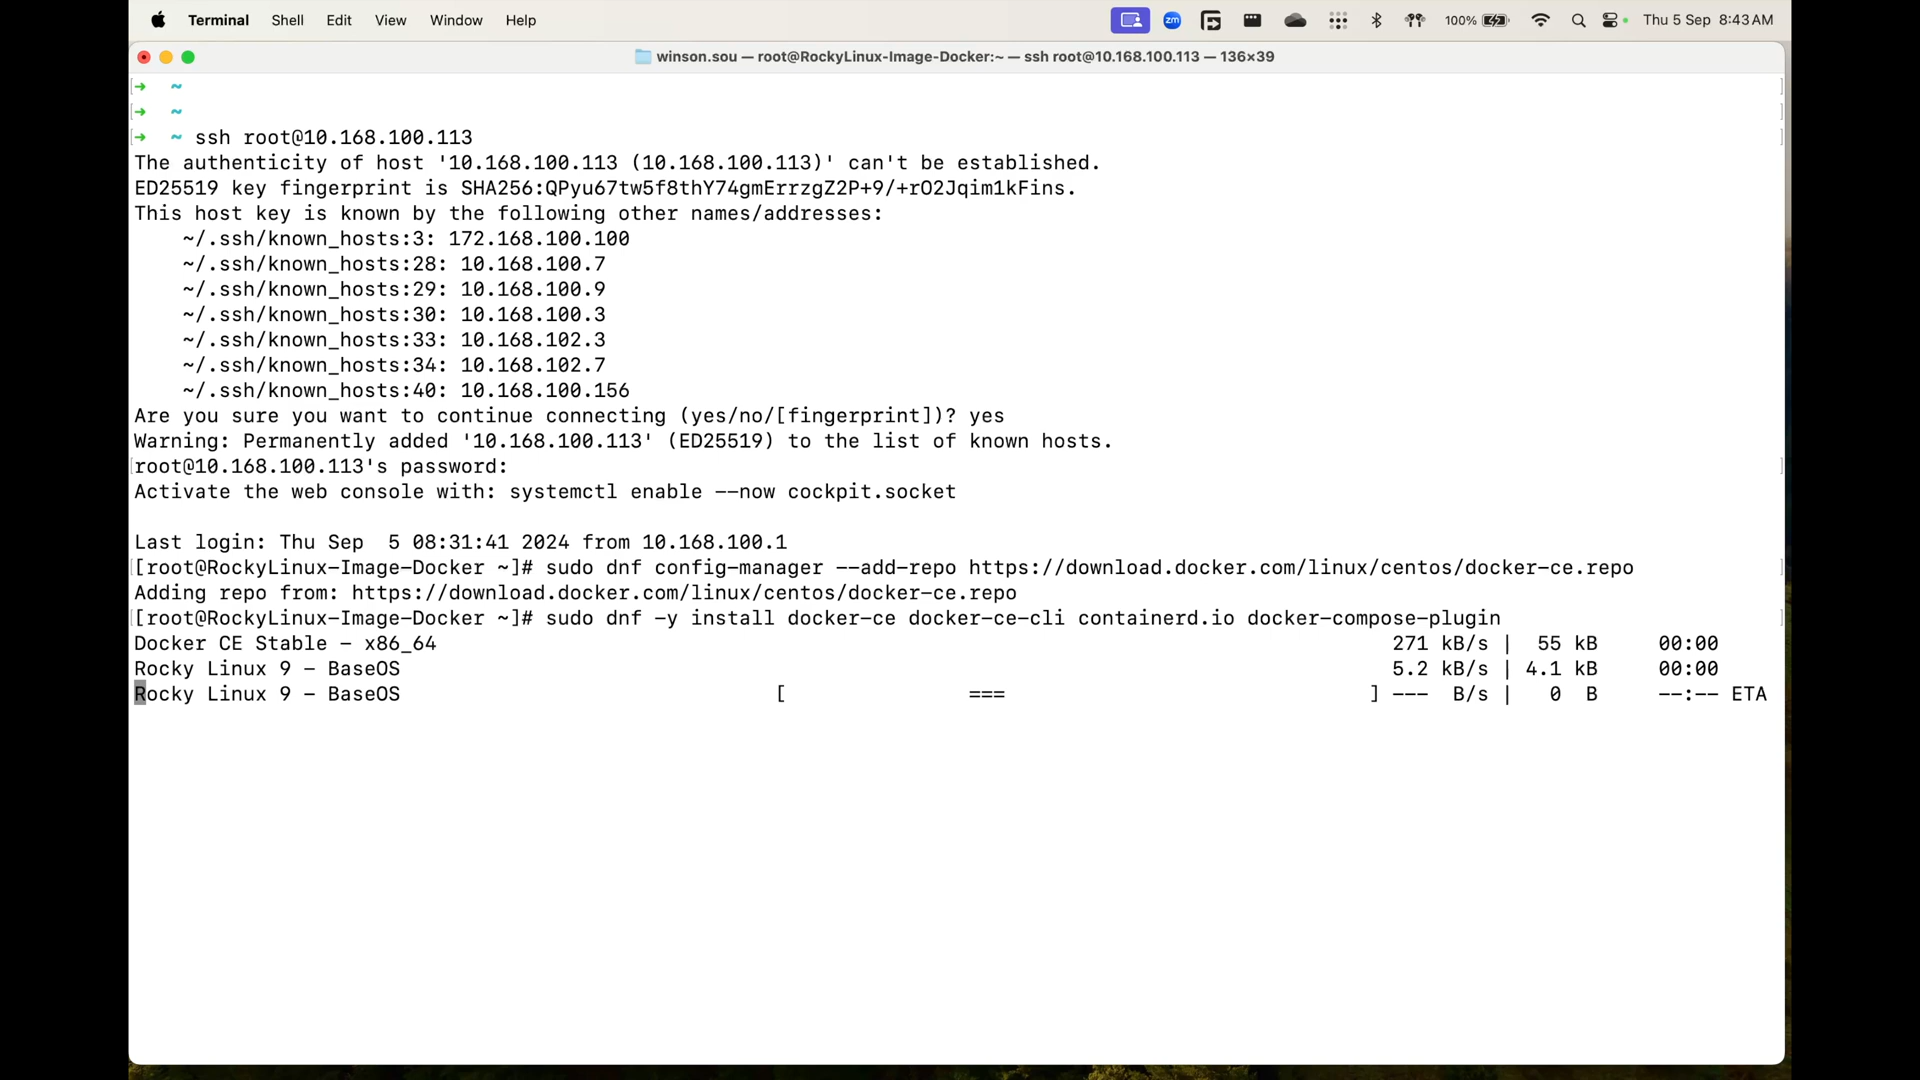 Terminal Shell Edit View Window Help zm 100% Thu 5 Sep 8:43 AM
winson.sou — root@RockyLinux-Image-Docker:~ — ssh root@10.168.100.113 — 136×39
[➜ ~ ]
[➜ ~ ]
[➜ ~ ssh root@10.168.100.113 ]
The authenticity of host '10.168.100.113 (10.168.100.113)' can't be established.
ED25519 key fingerprint is SHA256:QPyu67tw5f8thY74gmErrzgZ2P+9/+rO2Jqim1kFins.
This host key is known by the following other names/addresses:
~/.ssh/known_hosts:3: 172.168.100.100
~/.ssh/known_hosts:28: 10.168.100.7
~/.ssh/known_hosts:29: 10.168.100.9
~/.ssh/known_hosts:30: 10.168.100.3
~/.ssh/known_hosts:33: 10.168.102.3
~/.ssh/known_hosts:34: 10.168.102.7
~/.ssh/known_hosts:40: 10.168.100.156
Are you sure you want to continue connecting (yes/no/[fingerprint])? yes
Warning: Permanently added '10.168.100.113' (ED25519) to the list of known hosts.
[root@10.168.100.113's password: ]
Activate the web console with: systemctl enable --now cockpit.socket
Last login: Thu Sep  5 08:31:41 2024 from 10.168.100.1
[[root@RockyLinux-Image-Docker ~]# sudo dnf config-manager --add-repo https://download.docker.com/linux/centos/docker-ce.repo ]
Adding repo from: https://download.docker.com/linux/centos/docker-ce.repo
[[root@RockyLinux-Image-Docker ~]# sudo dnf -y install docker-ce docker-ce-cli containerd.io docker-compose-plugin ]
Docker CE Stable - x86_64 271 kB/s | 55 kB 00:00
Rocky Linux 9 - BaseOS 5.2 kB/s | 4.1 kB 00:00
Rocky Linux 9 - BaseOS [ === ] --- B/s | 0 B --:-- ETA